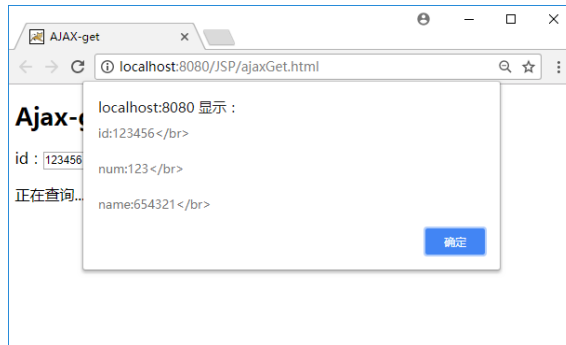 AJAX-get
localhost:8080/JSP/ajaxGet.html
localhost:8080 显示：
id:123456</br>
num:123</br>
name:654321</br>
确定
Ajax-
id：123456
正在查询...